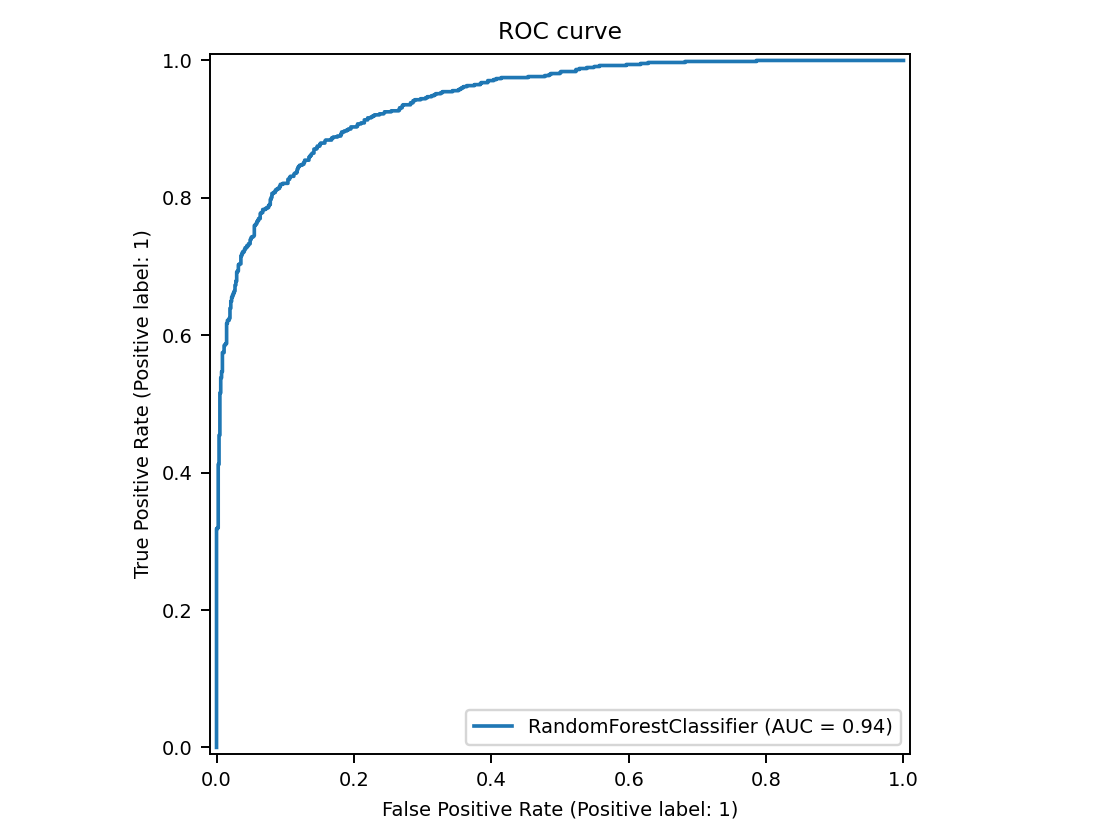 ROC curve
True Positive Rate (Positive label: 1)
1.0
0.8
0.6
0.4
0.2
0.0
RandomForestClassifier (AUC = 0.94)
0.0 0.2 0.4 0.6 0.8 1.0
False Positive Rate (Positive label: 1)